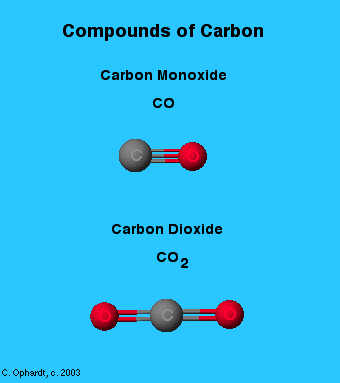 Compounds of Carbon
Carbon Monoxide
CO
C O
Carbon Dioxide
CO2
O C O
C. Ophardt, c. 2003